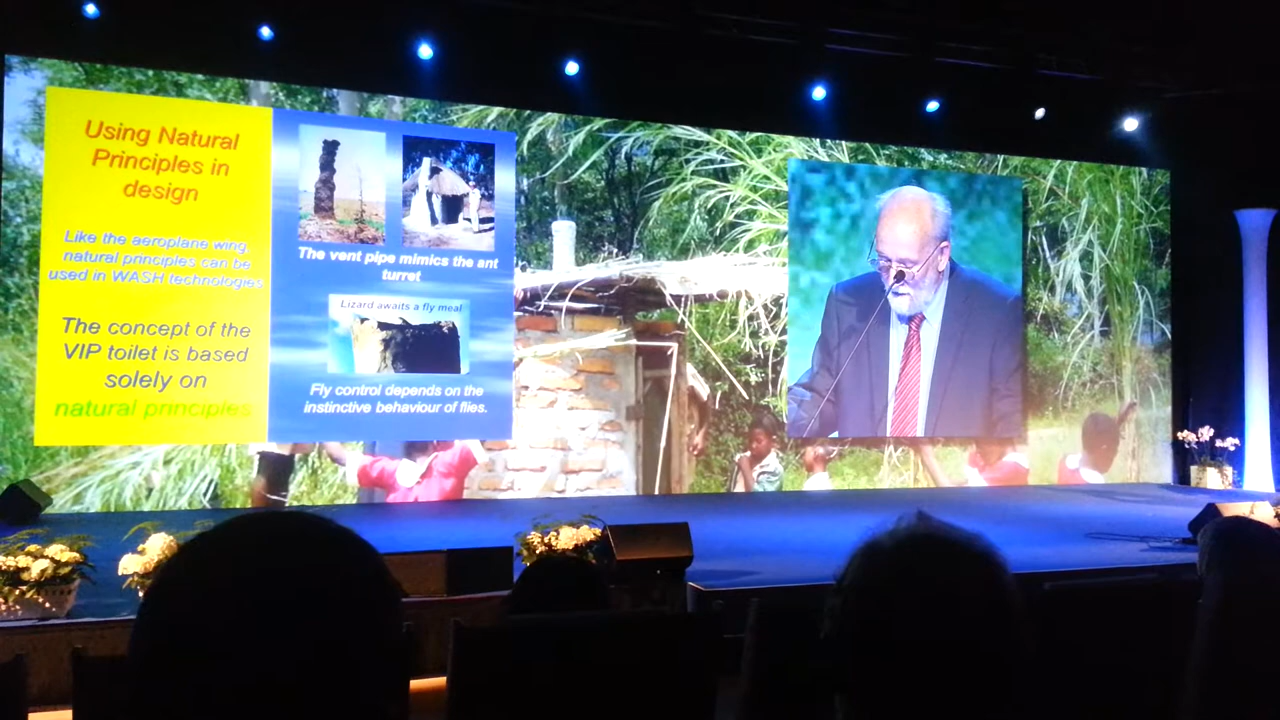 Using Natural
Principles in
design
Like the aeroplane wing,
natural principles can be
used in WASH technologies
The concept of the
VIP toilet is based
solely on
natural principles
The vent pipe mimics the ant
turret
Lizard awaits a fly meal
Fly control depends on the
instinctive behaviour of flies.